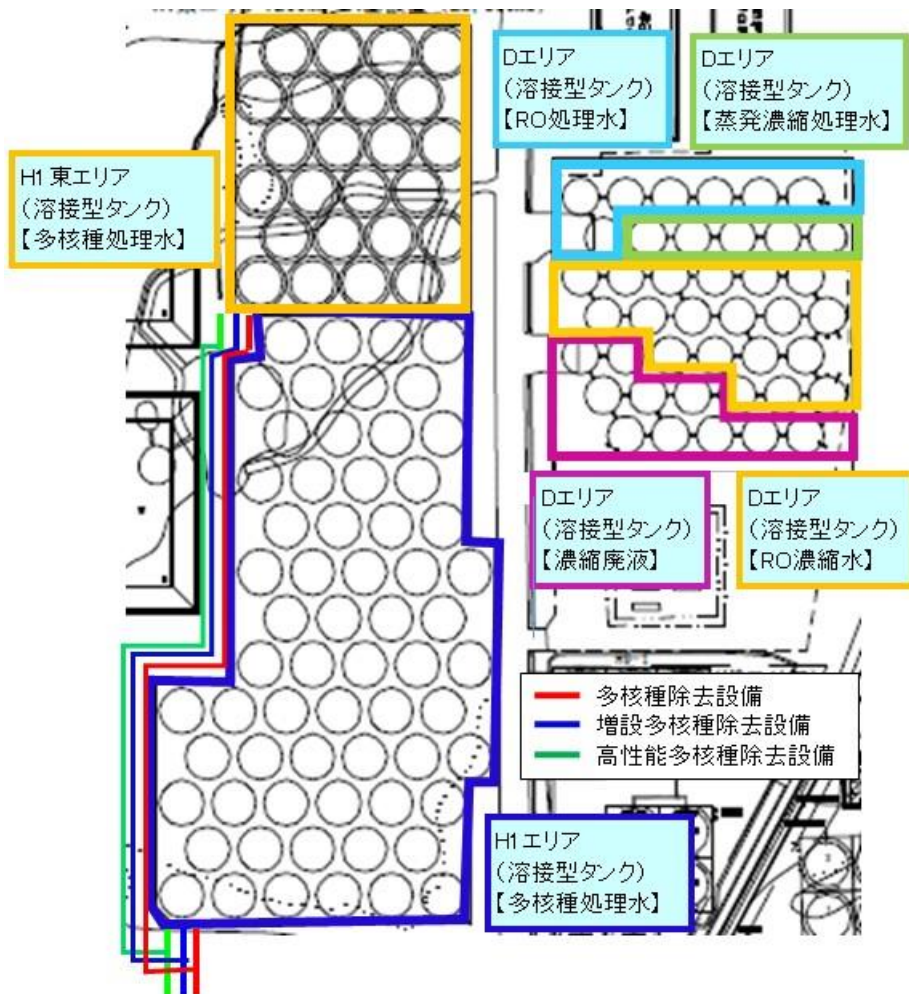 Dエリア
(溶接型タンク)
【RO処理水】
Dエリア
(溶接型タンク)
【蒸発濃縮処理水】
H1 東エリア
(溶接型タンク)
【多核種処理水】
Dエリア
(溶接型タンク)
【濃縮廃液】
Dエリア
(溶接型タンク)
【RO濃縮水】
多核種除去設備
増設多核種除去設備
高性能多核種除去設備
H1エリア
(溶接型タンク)
【多核種処理水】